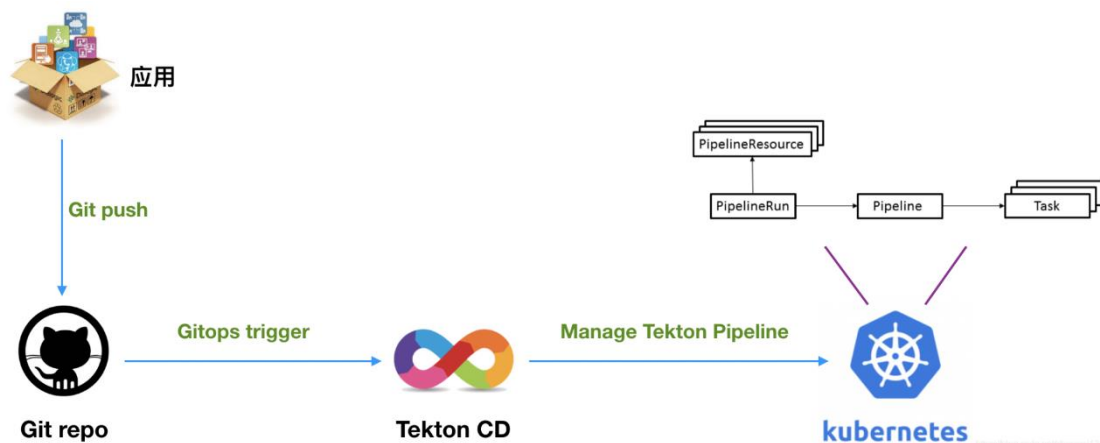 应用
PipelineResource
PipelineRun
Pipeline
Task
Git push
Gitops trigger
Manage Tekton Pipeline
Git repo
Tekton CD
kubernetes